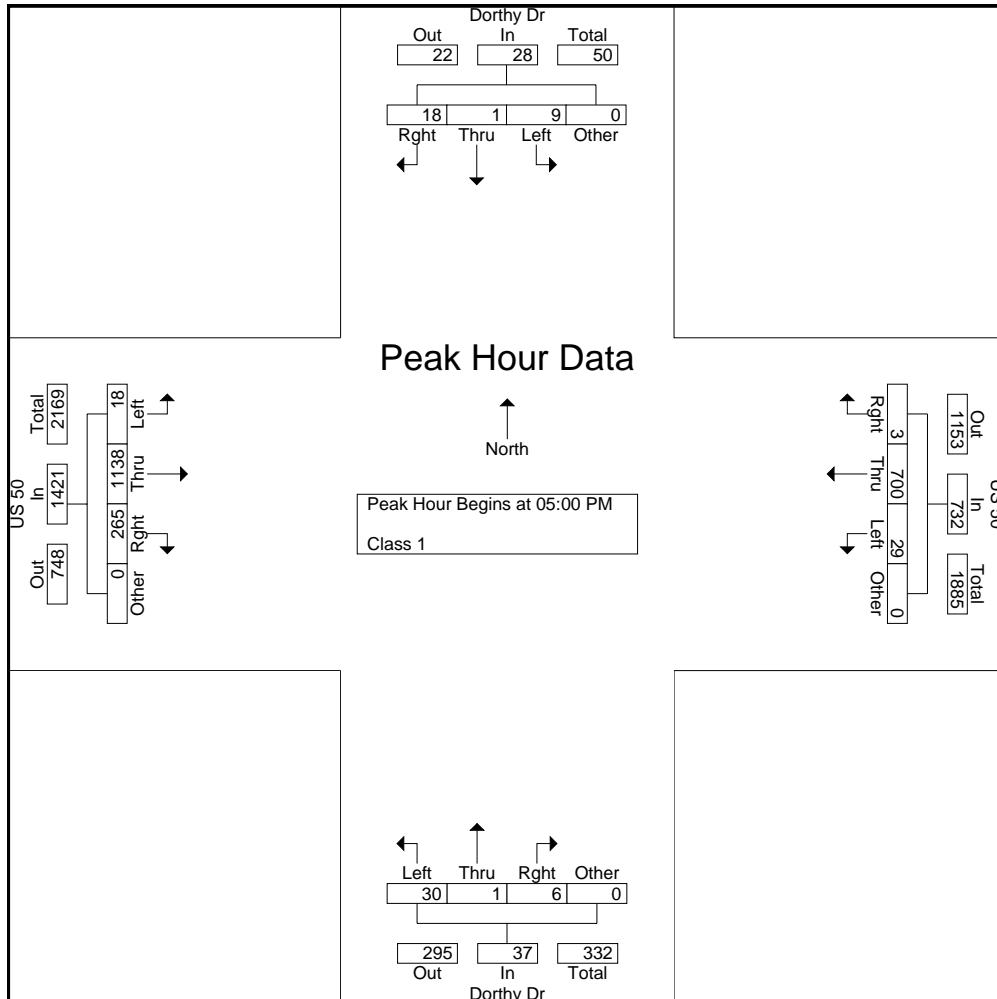 Dorthy Dr
Out In Total
22 28 50
18 1 9 0
Rght Thru Left Other
Peak Hour Data
North
Peak Hour Begins at 05:00 PM
Class 1
US 50
Total In Out
2169 1421 748
18 1138 265 0
Left Thru Rght Other
US 50
Out In Total
1153 732 1885
3 700 29 0
Rght Thru Left Other
Left Thru Rght Other
30 1 6 0
295 37 332
Out In Total
Dorthy Dr